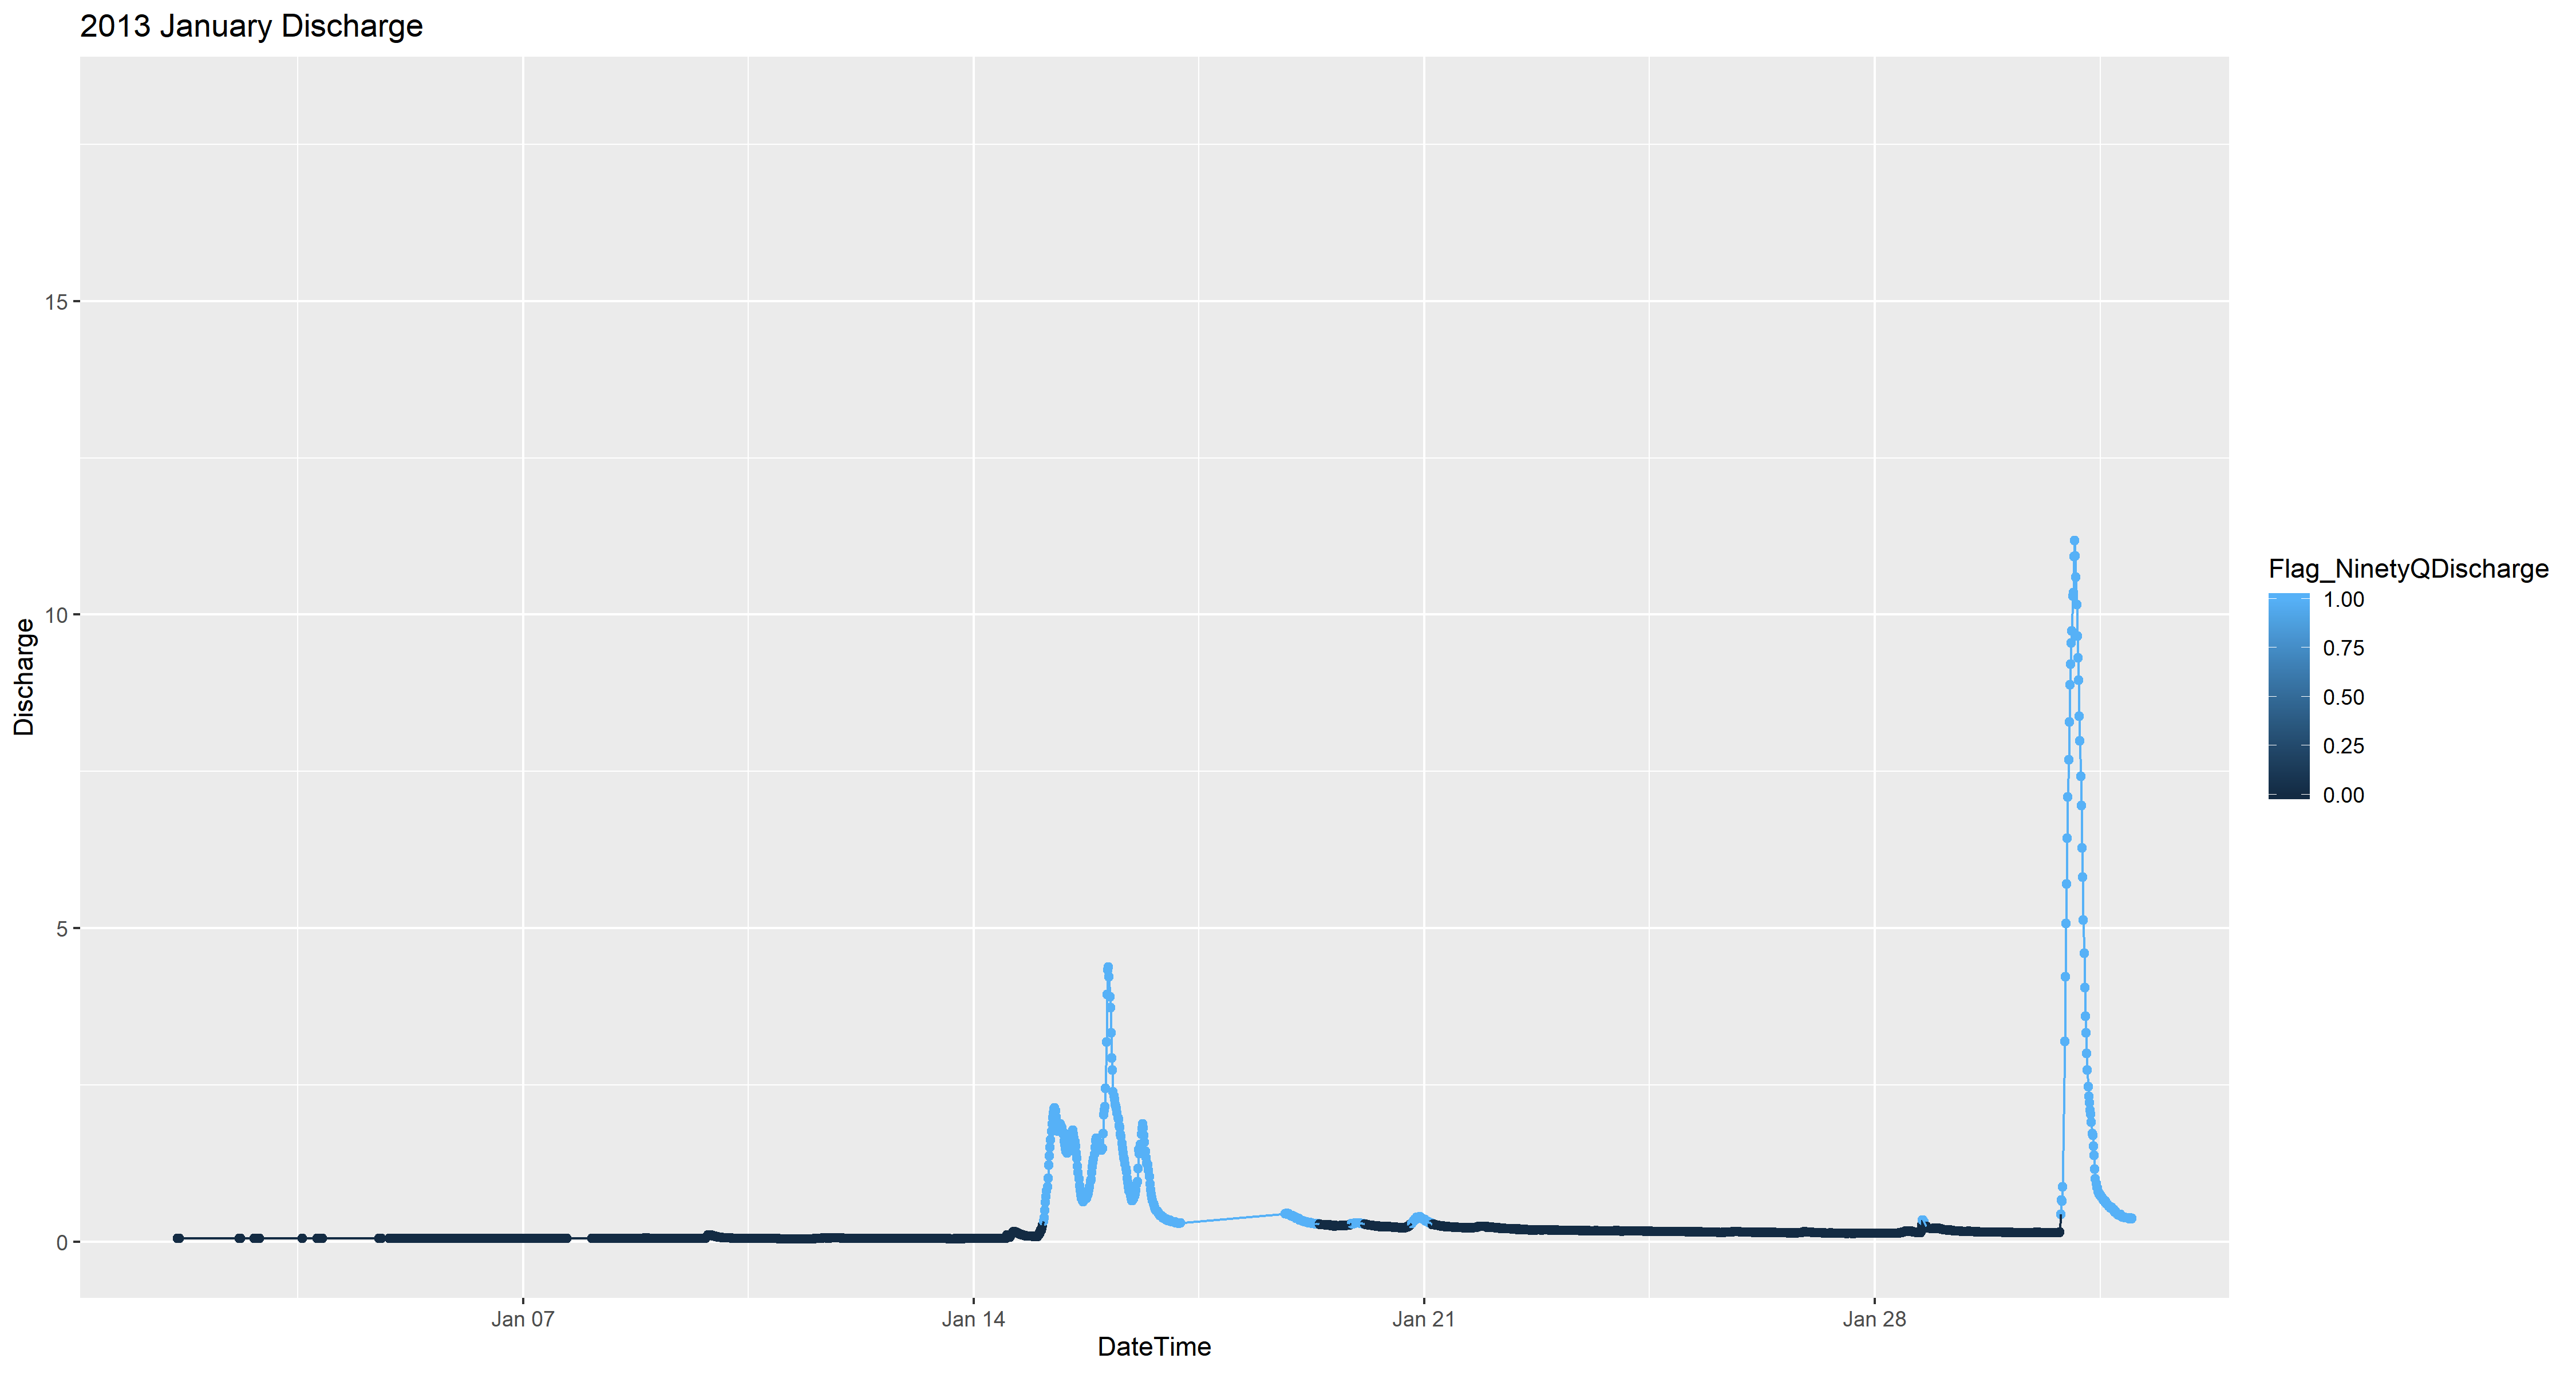 2013 January Discharge
15
10
5
0
Discharge
Jan 07
Jan 14
Jan 21
Jan 28
DateTime
Flag_NinetyQDischarge
1.00
0.75
0.50
0.25
0.00